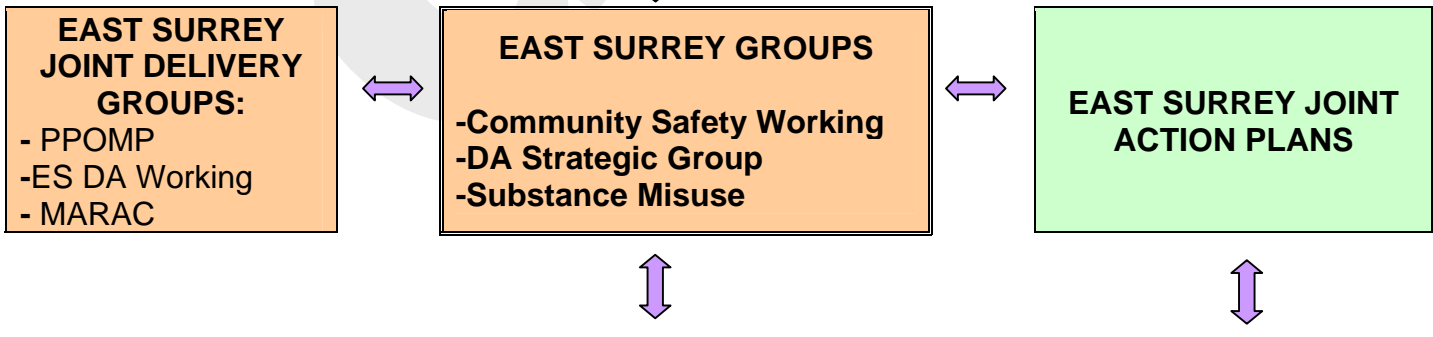 EAST SURREY
JOINT DELIVERY
GROUPS:
- PPOMP
-ES DA Working
- MARAC
EAST SURREY GROUPS
-Community Safety Working
-DA Strategic Group
-Substance Misuse
EAST SURREY JOINT
ACTION PLANS